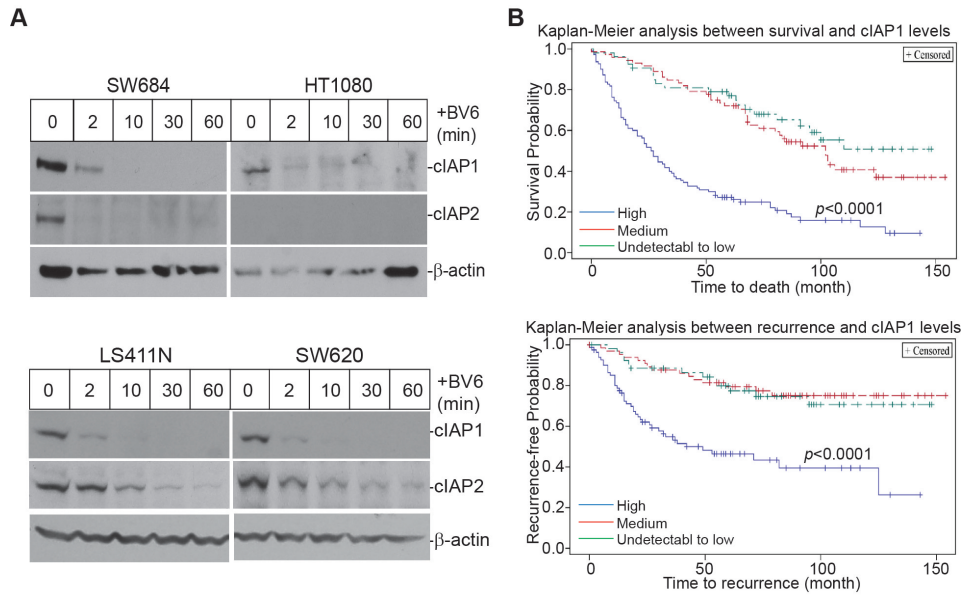 A
SW684 HT1080
0 2 10 30 60 0 2 10 30 60 +BV6
(min)
-cIAP1
-cIAP2
-β-actin
LS411N SW620
0 2 10 30 60 0 2 10 30 60 +BV6
(min)
-cIAP1
-cIAP2
-β-actin
B
Kaplan-Meier analysis between survival and cIAP1 levels
+ Censored
Survival Probability
1.0
0.8
0.6
0.4
0.2
0.0
p<0.0001
High
Medium
Undetectabl to low
0 50 100 150
Time to death (month)
Kaplan-Meier analysis between recurrence and cIAP1 levels
+ Censored
Recurrence-free Probability
1.0
0.8
0.6
0.4
0.2
0.0
p<0.0001
High
Medium
Undetectabl to low
0 50 100 150
Time to recurrence (month)